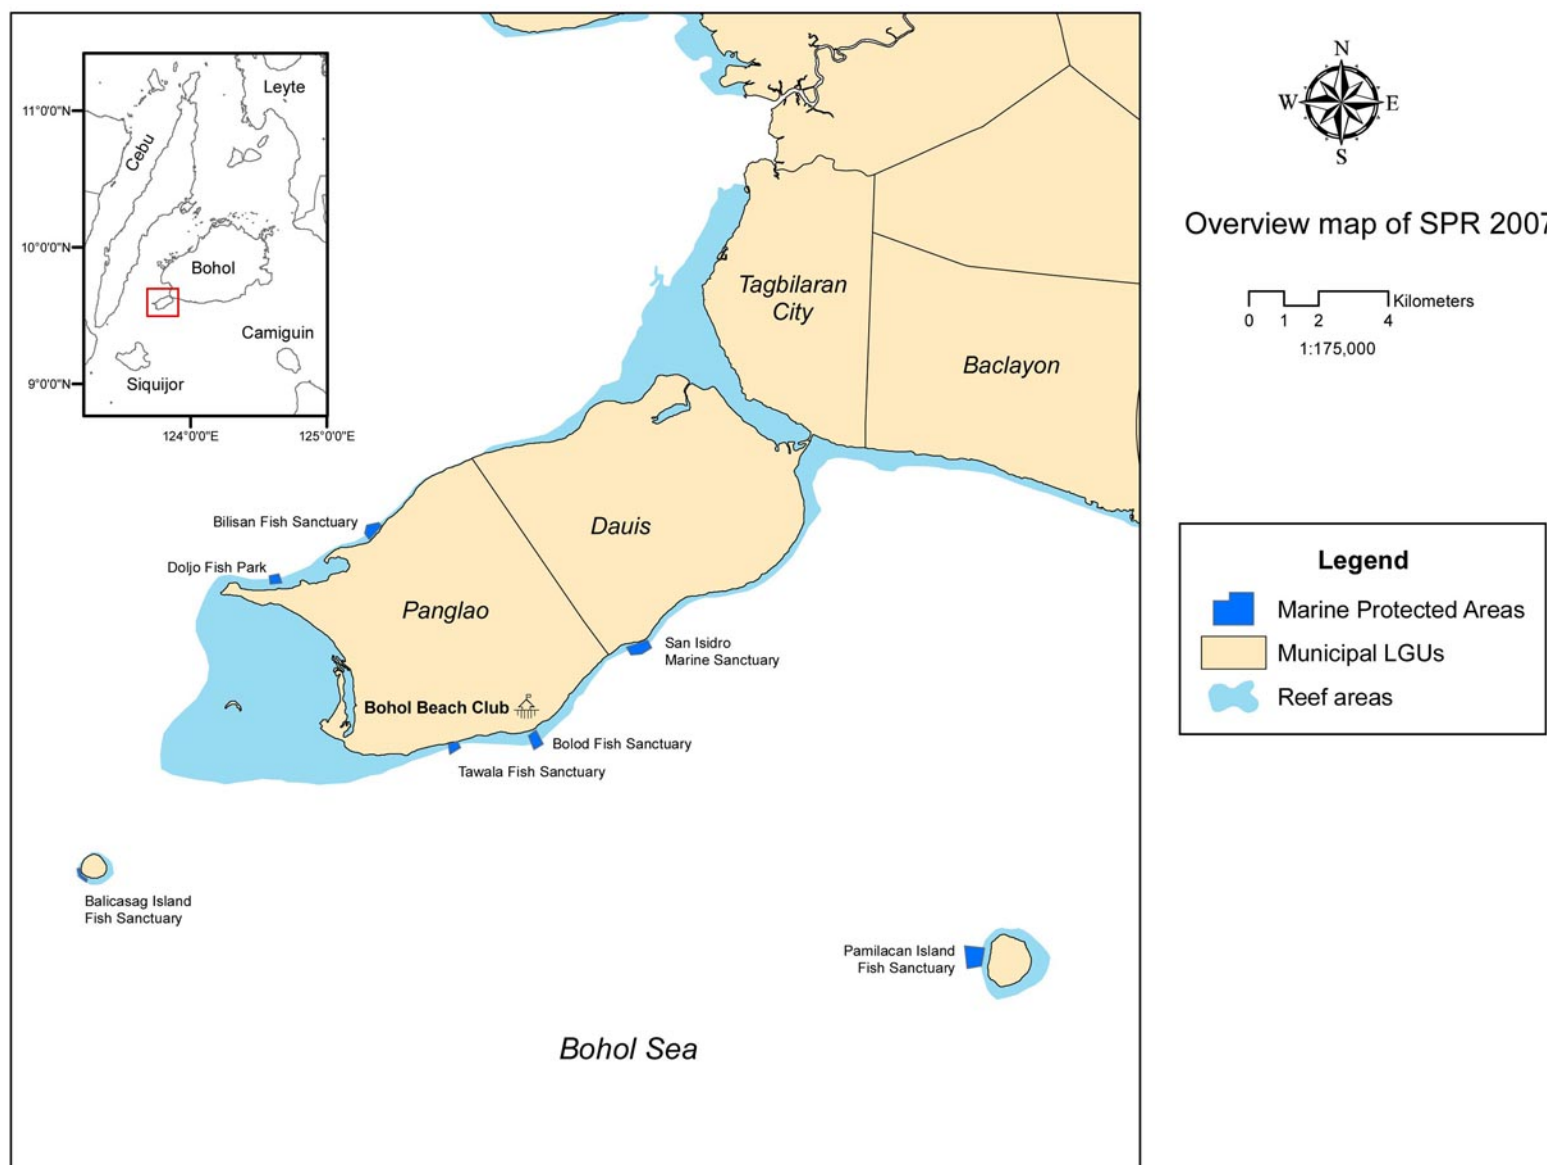 Leyte
11°0'0"N
Cebu
10°0'0"N
Bohol
Camiguin
9°0'0"N
Siquijor
124°0'0"E
125°0'0"E
N
W
E
S
Overview map of SPR 2007
Kilometers
0 1 2 4
1:175,000
Tagbilaran
City
Baclayon
Bilisan Fish Sanctuary
Dauis
Doljo Fish Park
Panglao
San Isidro
Marine Sanctuary
Bohol Beach Club
Bolod Fish Sanctuary
Tawala Fish Sanctuary
Legend
Marine Protected Areas
Municipal LGUs
Reef areas
Balicasag Island
Fish Sanctuary
Pamilacan Island
Fish Sanctuary
Bohol Sea